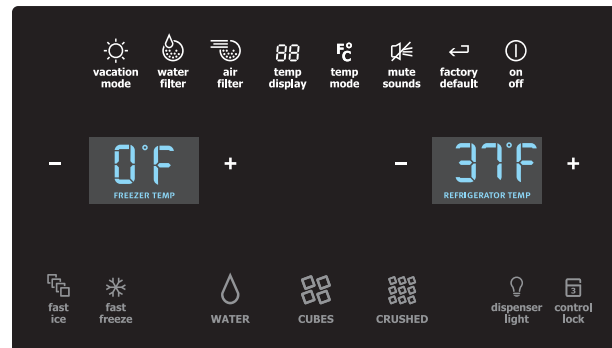 88 F°C
vacation mode water filter air filter temp display temp mode mute sounds factory default on off
− 0°F FREEZER TEMP + − 37°F REFRIGERATOR TEMP +
fast ice fast freeze WATER CUBES CRUSHED dispenser light 3 control lock